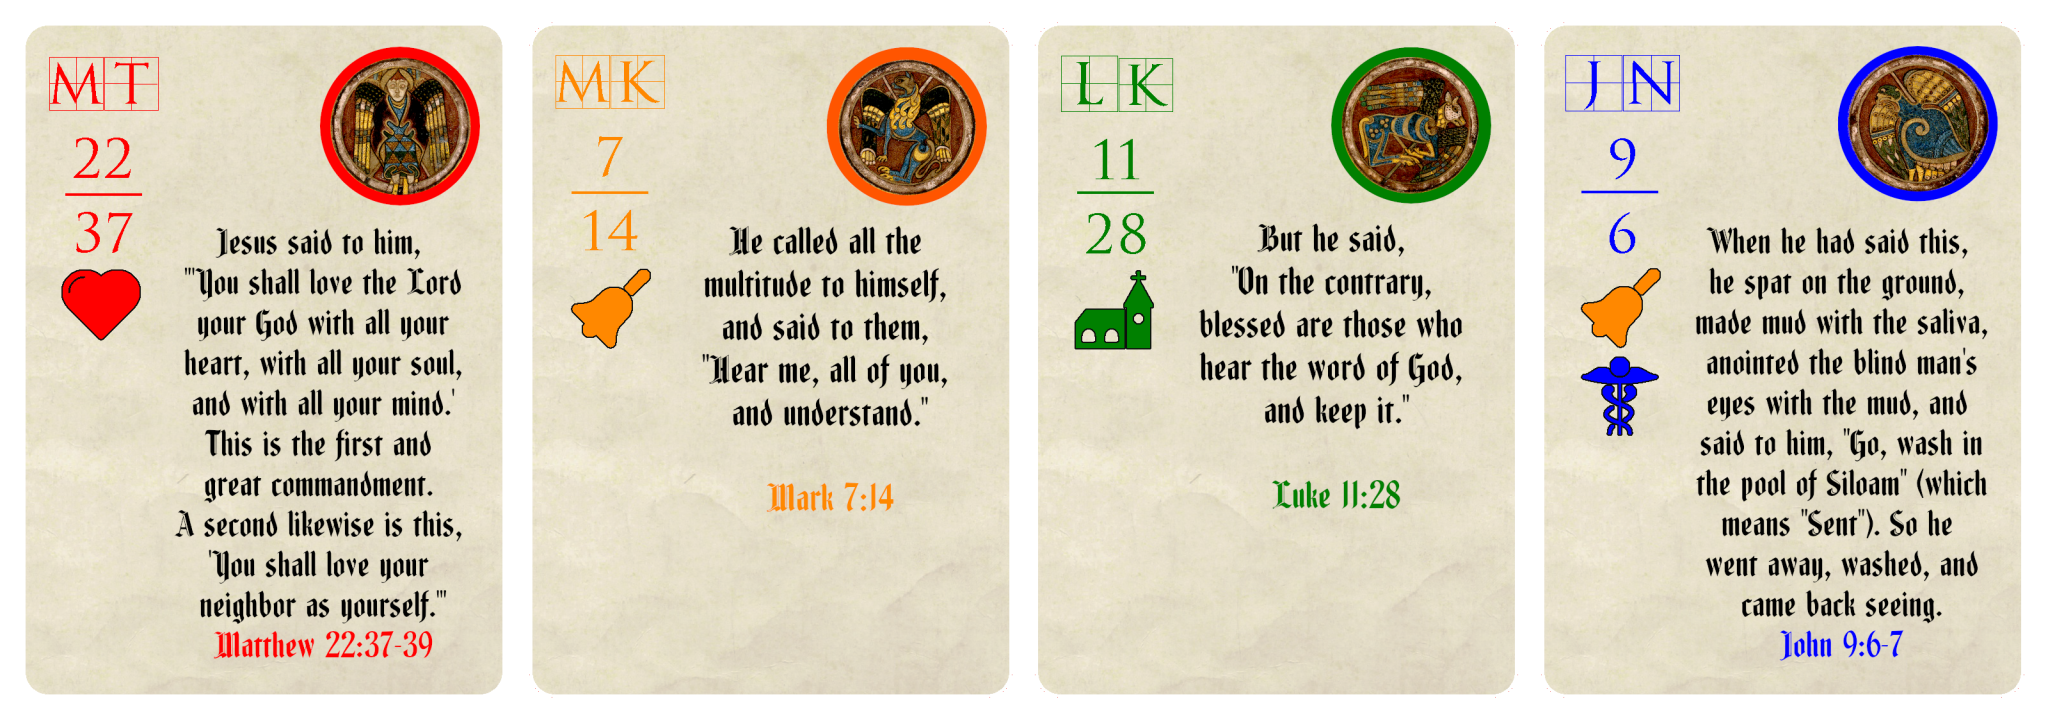 MT
22
37
Jesus said to him,
"'You shall love the Lord
your God with all your
heart, with all your soul,
and with all your mind.'
This is the first and
great commandment.
A second likewise is this,
'You shall love your
neighbor as yourself.'"
Matthew 22:37-39
MK
7
14
He called all the
multitude to himself,
and said to them,
"Hear me, all of you,
and understand."
Mark 7:14
LK
11
28
But he said,
"On the contrary,
blessed are those who
hear the word of God,
and keep it."
Luke 11:28
JN
9
6
When he had said this,
he spat on the ground,
made mud with the saliva,
anointed the blind man's
eyes with the mud, and
said to him, "Go, wash in
the pool of Siloam" (which
means "Sent"). So he
went away, washed, and
came back seeing.
John 9:6-7